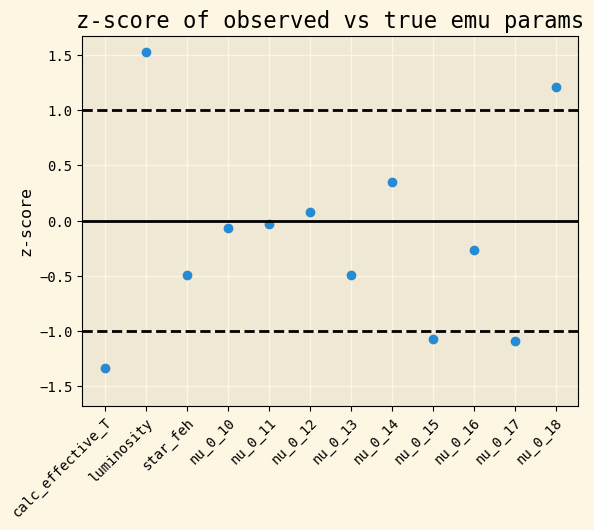 z-score of observed vs true emu params
z-score
1.5
1.0
0.5
0.0
−0.5
−1.0
−1.5
calc_effective_T
luminosity
star_feh
nu_0_10
nu_0_11
nu_0_12
nu_0_13
nu_0_14
nu_0_15
nu_0_16
nu_0_17
nu_0_18